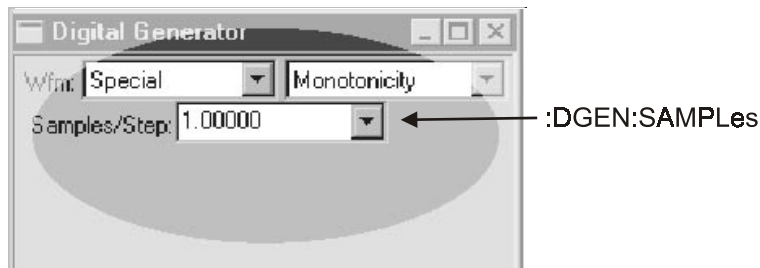 Digital Generator
Wfm: Special Monotonicity
Samples/Step: 1.00000 :DGEN:SAMPLes